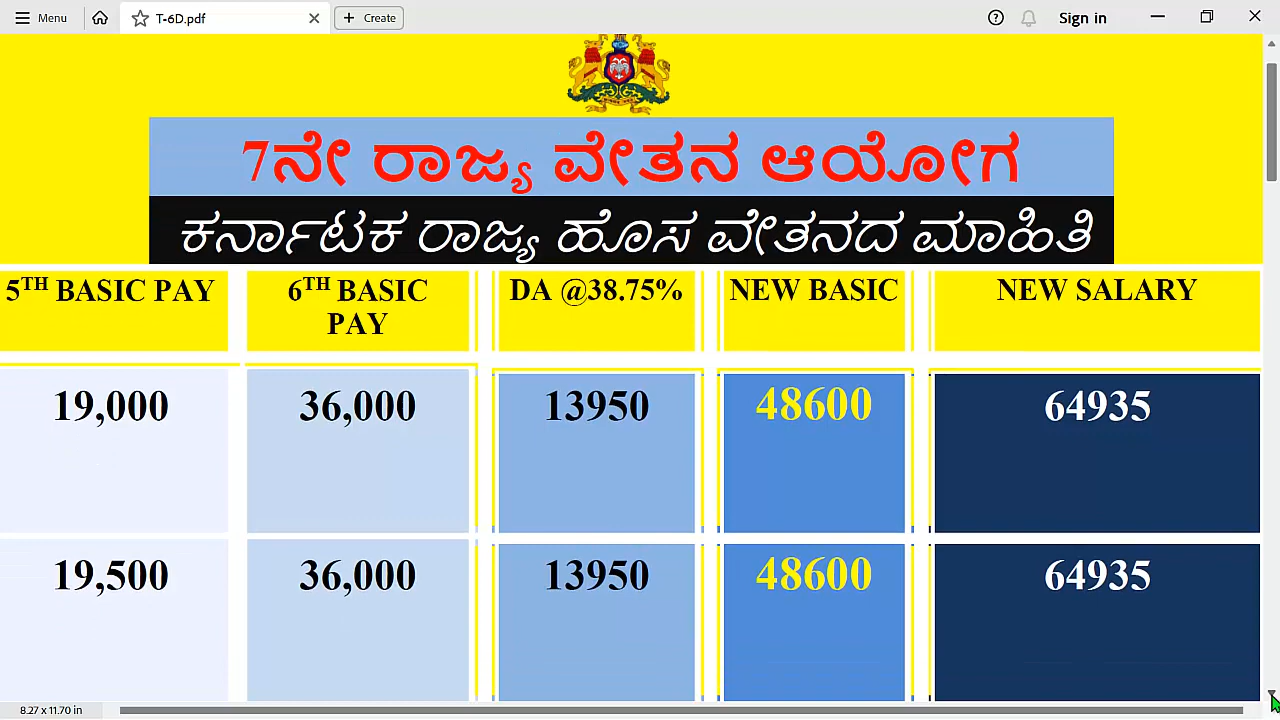 Menu
T-6D.pdf
Create
Sign in
7ನೇ ರಾಜ್ಯ ವೇತನ ಆಯೋಗ
ಕರ್ನಾಟಕ ರಾಜ್ಯ ಹೊಸ ವೇತನದ ಮಾಹಿತಿ
5TH BASIC PAY
6TH BASIC
PAY
DA @38.75%
NEW BASIC
NEW SALARY
19,000
36,000
13950
48600
64935
19,500
36,000
13950
48600
64935
8.27 x 11.70 in